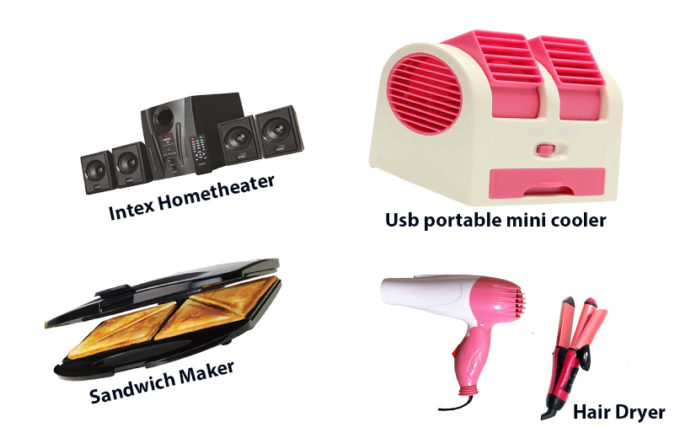 Intex Hometheater
Usb portable mini cooler
Sandwich Maker
Hair Dryer